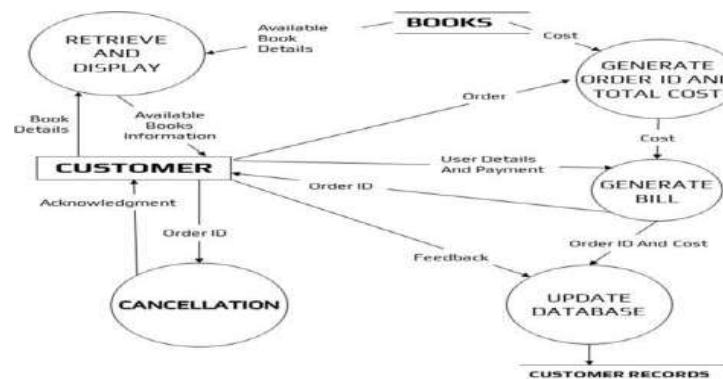 Available
Book
Details
BOOKS
RETRIEVE
AND
DISPLAY
Cost
GENERATE
ORDER ID AND
TOTAL COST
Book
Details
Available
Books
Information
Order
Cost
CUSTOMER
User Details
And Payment
Order ID
GENERATE
BILL
Acknowledgment
Order ID
Order ID And Cost
Feedback
CANCELLATION
UPDATE
DATABASE
CUSTOMER RECORDS